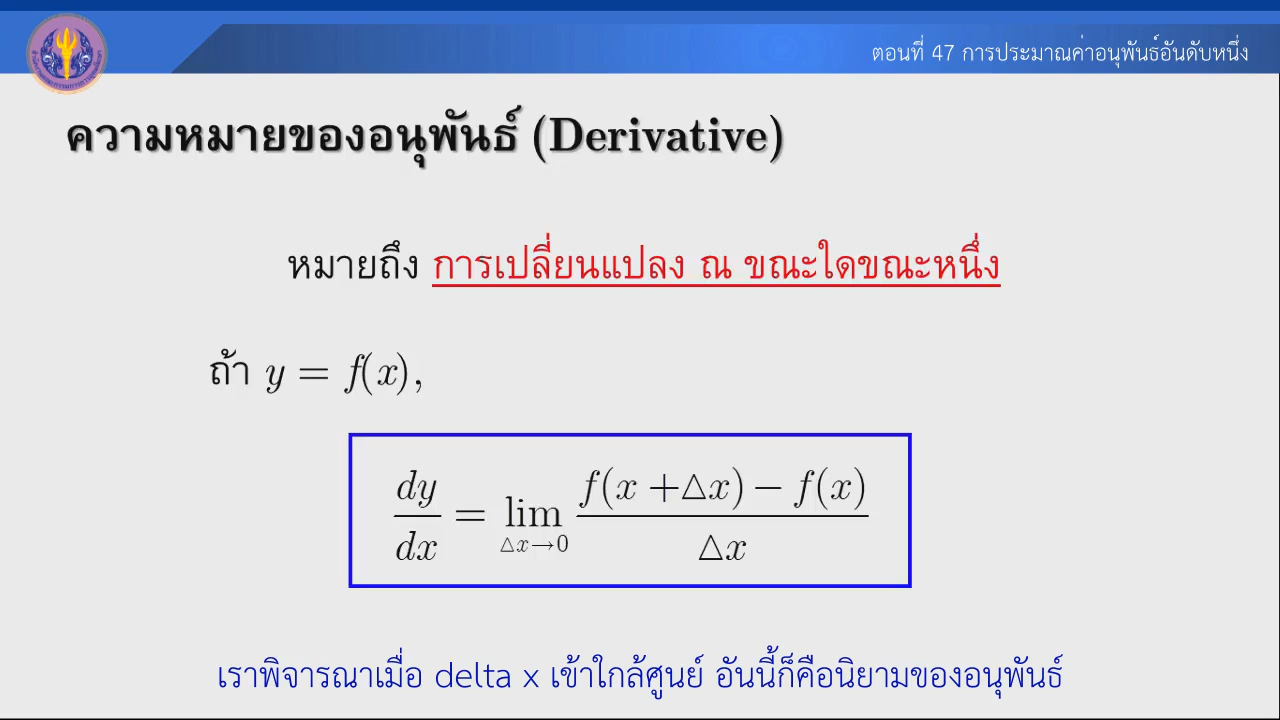 ตอนที่ 47 การประมาณค่าอนุพันธ์อันดับหนึ่ง
ความหมายของอนุพันธ์ (Derivative)
หมายถึง การเปลี่ยนแปลง ณ ขณะใดขณะหนึ่ง
ถ้า y = f(x),
dy/dx = lim △x→0 f(x +△x) − f(x) / △x
เราพิจารณาเมื่อ delta x เข้าใกล้ศูนย์ อันนี้ก็คือนิยามของอนุพันธ์